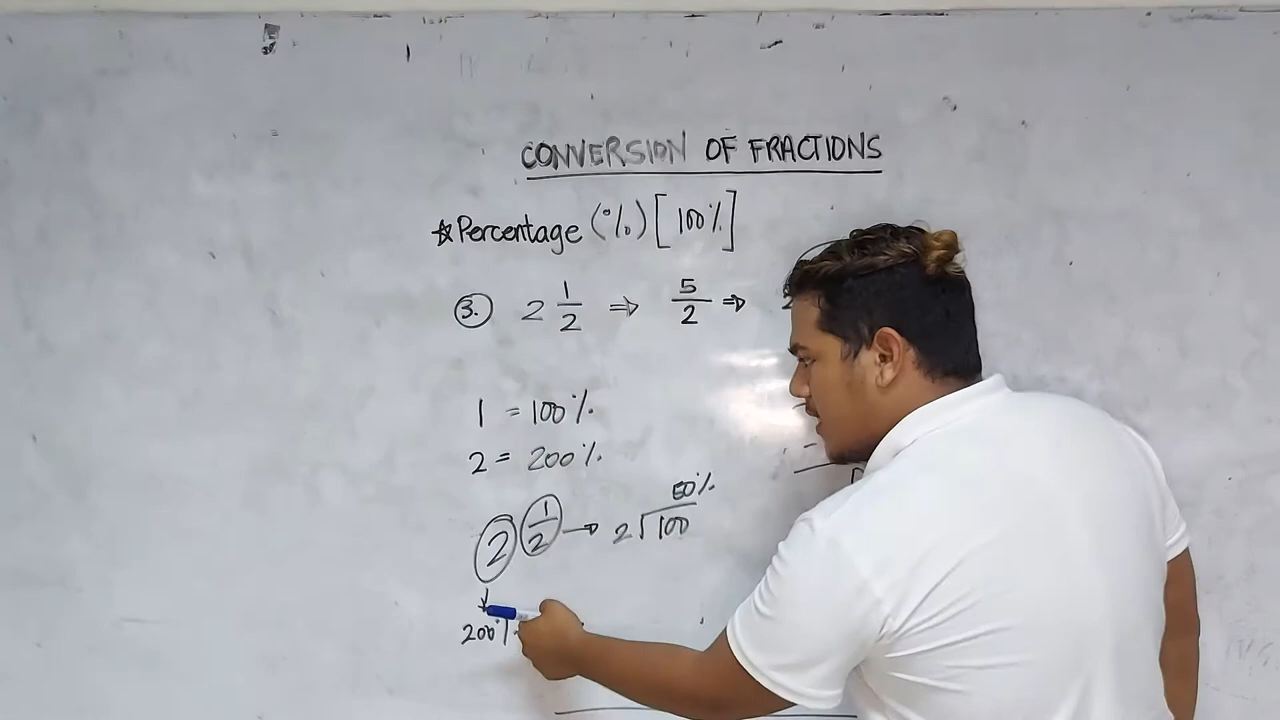 CONVERSION OF FRACTIONS
☆Percentage (%) [100%]
3. 2 1/2 ⇒ 5/2 ⇒
1 = 100%
2 = 200%
2 1/2 → 2√100 50%
↓
200%